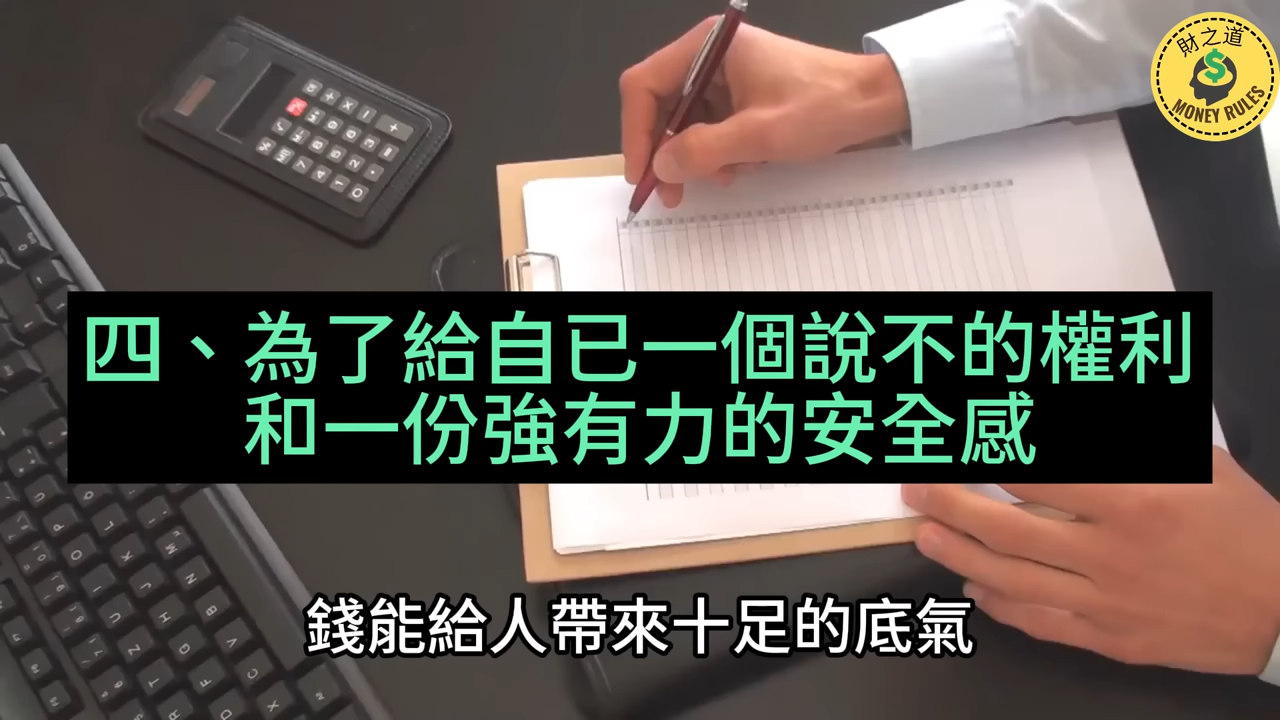 財之道
$
MONEY RULES
四、為了給自已一個說不的權利
和一份強有力的安全感
錢能給人帶來十足的底氣